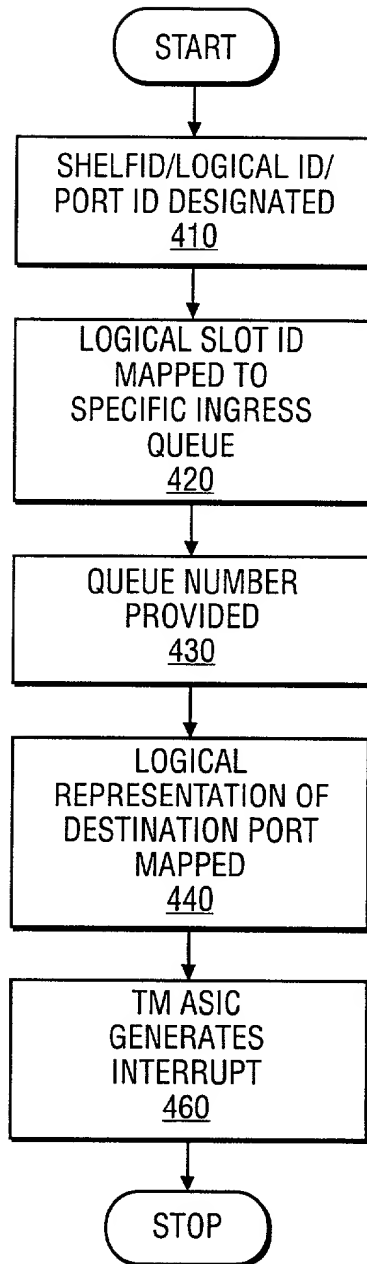 START
SHELFID/LOGICAL ID/
PORT ID DESIGNATED
410
LOGICAL SLOT ID
MAPPED TO
SPECIFIC INGRESS
QUEUE
420
QUEUE NUMBER
PROVIDED
430
LOGICAL
REPRESENTATION OF
DESTINATION PORT
MAPPED
440
TM ASIC
GENERATES
INTERRUPT
460
STOP